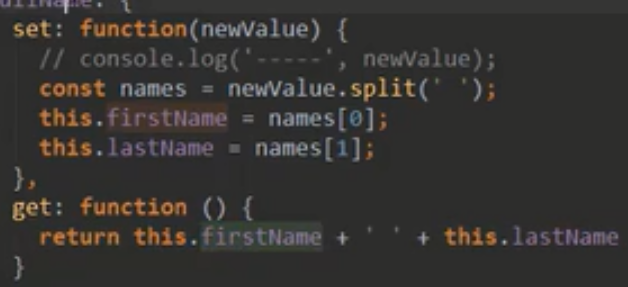 set: function(newValue) {
// console.log('-----', newValue);
const names = newValue.split(' ');
this.firstName = names[0];
this.lastName = names[1];
},
get: function () {
return this.firstName + ' ' + this.lastName
}